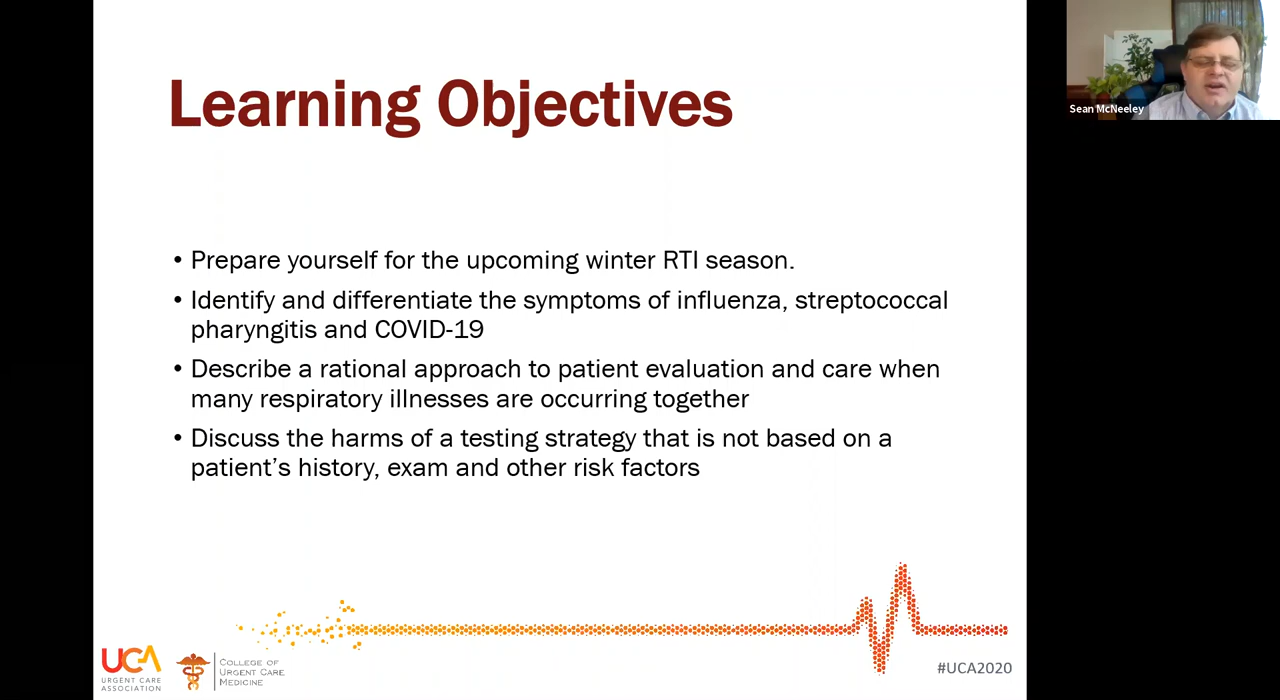 Learning Objectives
Sean McNeeley
• Prepare yourself for the upcoming winter RTI season.
• Identify and differentiate the symptoms of influenza, streptococcal
pharyngitis and COVID-19
• Describe a rational approach to patient evaluation and care when
many respiratory illnesses are occurring together
• Discuss the harms of a testing strategy that is not based on a
patient’s history, exam and other risk factors
UCA
URGENT CARE
ASSOCIATION
COLLEGE OF
URGENT CARE
MEDICINE
#UCA2020